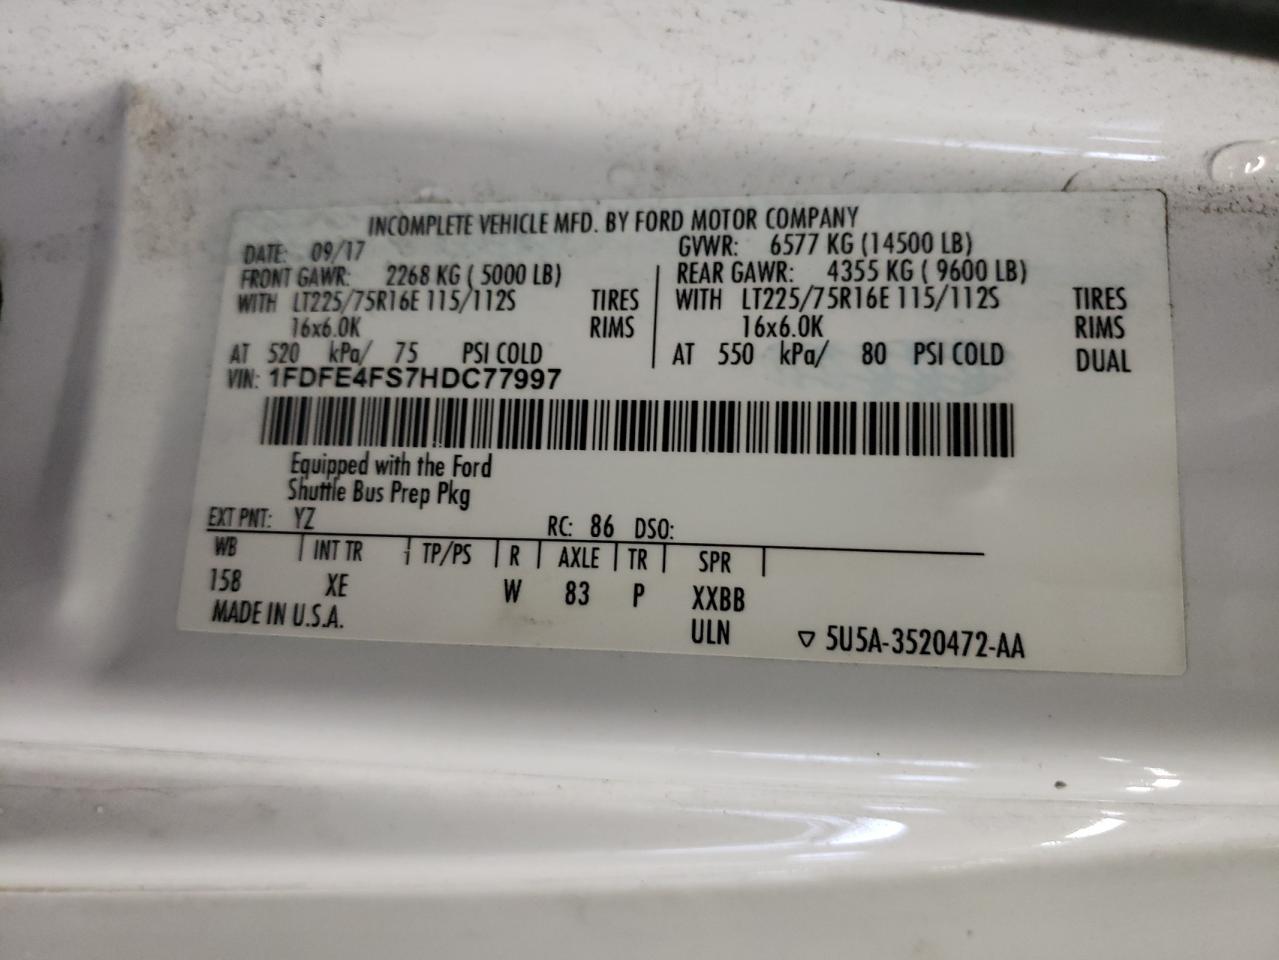 INCOMPLETE VEHICLE MFD. BY FORD MOTOR COMPANY
DATE: 09/17 GVWR: 6577 KG (14500 LB)
FRONT GAWR: 2268 KG ( 5000 LB) REAR GAWR: 4355 KG ( 9600 LB)
WITH LT225/75R16E 115/112S TIRES WITH LT225/75R16E 115/112S TIRES
16x6.0K RIMS 16x6.0K RIMS
AT 520 kPa/ 75 PSI COLD AT 550 kPa/ 80 PSI COLD DUAL
VIN: 1FDFE4FS7HDC77997
Equipped with the Ford
Shuttle Bus Prep Pkg
EXT PNT: YZ RC: 86 DSO:
WB INT TR TP/PS R AXLE TR SPR
158 XE W 83 P XXBB
MADE IN U.S.A. ULN ▽ 5U5A-3520472-AA